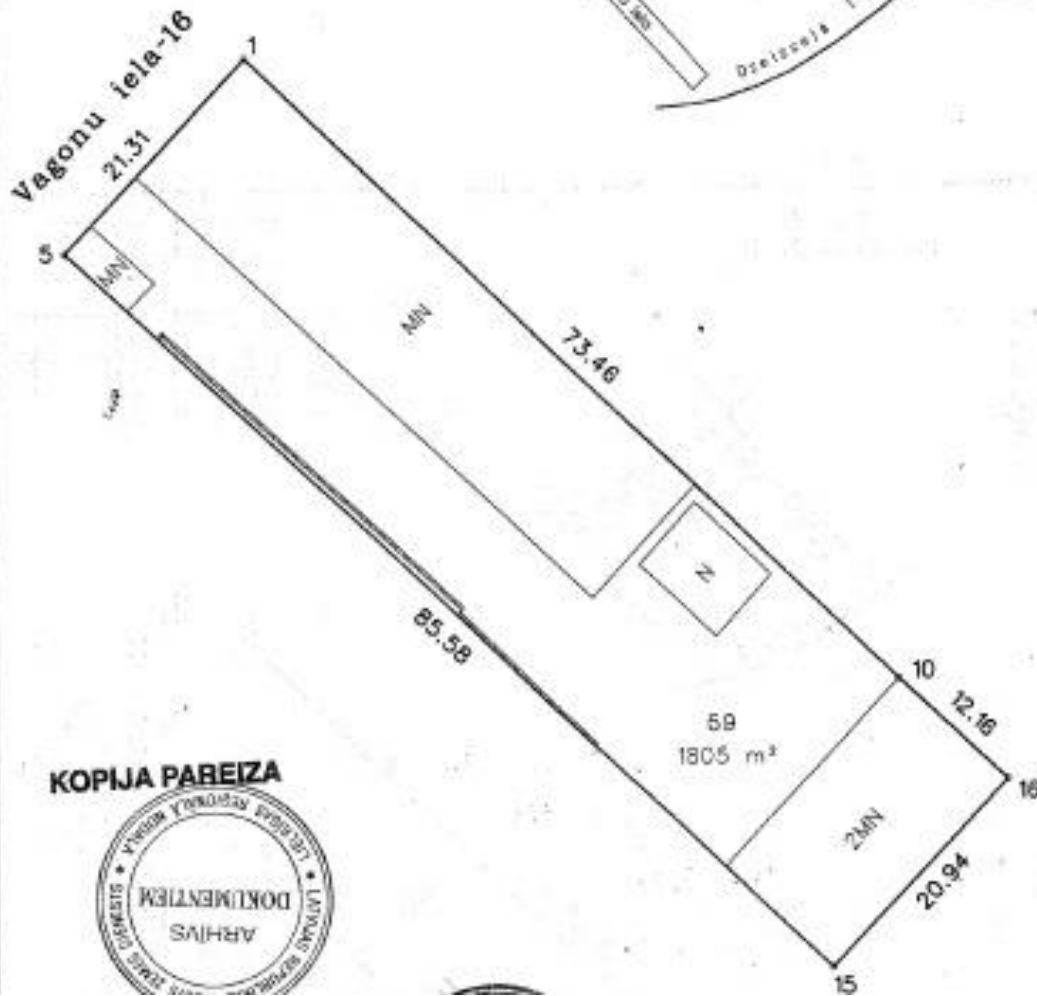 Vagonu iela-16
1
21.31
5
MN
MN
73.46
85.58
N
10
12.16
59
1805 m²
16
2MN
20.94
15
KOPIJA PAREIZA
ARHĪVS
DOKUMENTIEM